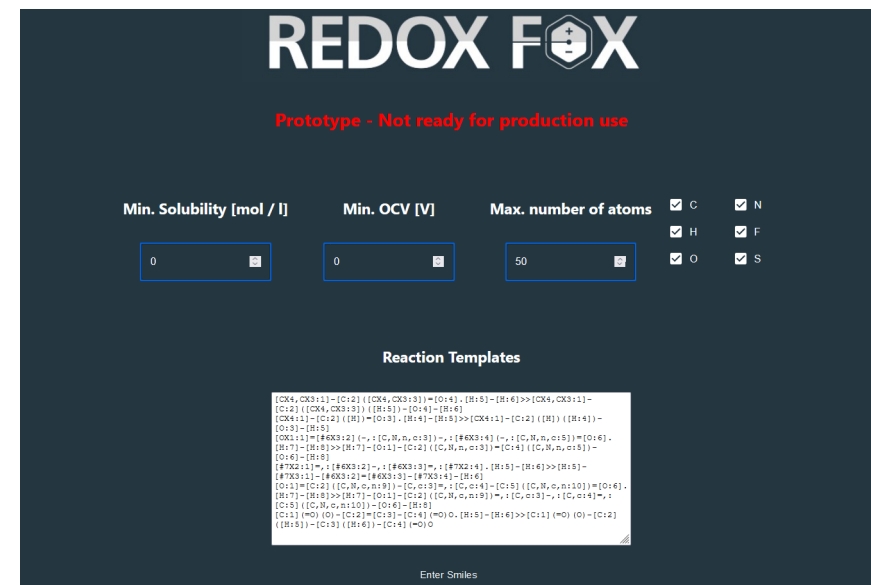 REDOX FOX
Prototype - Not ready for production use
Min. Solubility [mol / l]
Min. OCV [V]
Max. number of atoms
C
N
H
F
O
S
0
0
50
Reaction Templates
[CX4,CX3:1]-[C:2]([CX4,CX3:3])=[O:4].[H:5]-[H:6]>>[CX4,CX3:1]-
[C:2]([CX4,CX3:3])([H:5])-[O:4]-[H:6]
[CX4:1]-[C:2]([H])=[O:3].[H:4]-[H:5]>>[CX4:1]-[C:2]([H])([H:4])-
[O:3]-[H:5]
[OX1:1]=[#6X3:2](-,:[C,N,n,c:3])-,:[#6X3:4](-,:[C,N,n,c:5])=[O:6].
[H:7]-[H:8]>>[H:7]-[O:1]-[C:2]([C,N,n,c:3])=[C:4]([C,N,n,c:5])-
[O:6]-[H:8]
[#7X2:1]=,:[#6X3:2]-,:[#6X3:3]=,:[#7X2:4].[H:5]-[H:6]>>[H:5]-
[#7X3:1]-[#6X3:2]=[#6X3:3]-[#7X3:4]-[H:6]
[O:1]=[C:2]([C,N,c,n:9])-[C,c:3]=,:[C,c:4]-[C:5]([C,N,c,n:10])=[O:6].
[H:7]-[H:8]>>[H:7]-[O:1]-[C:2]([C,N,c,n:9])=,:[C,c:3]-,:[C,c:4]=,:
[C:5]([C,N,c,n:10])-[O:6]-[H:8]
[C:1](=O)(O)-[C:2]=[C:3]-[C:4](=O)O.[H:5]-[H:6]>>[C:1](=O)(O)-[C:2]
([H:5])-[C:3]([H:6])-[C:4](=O)O
Enter Smiles